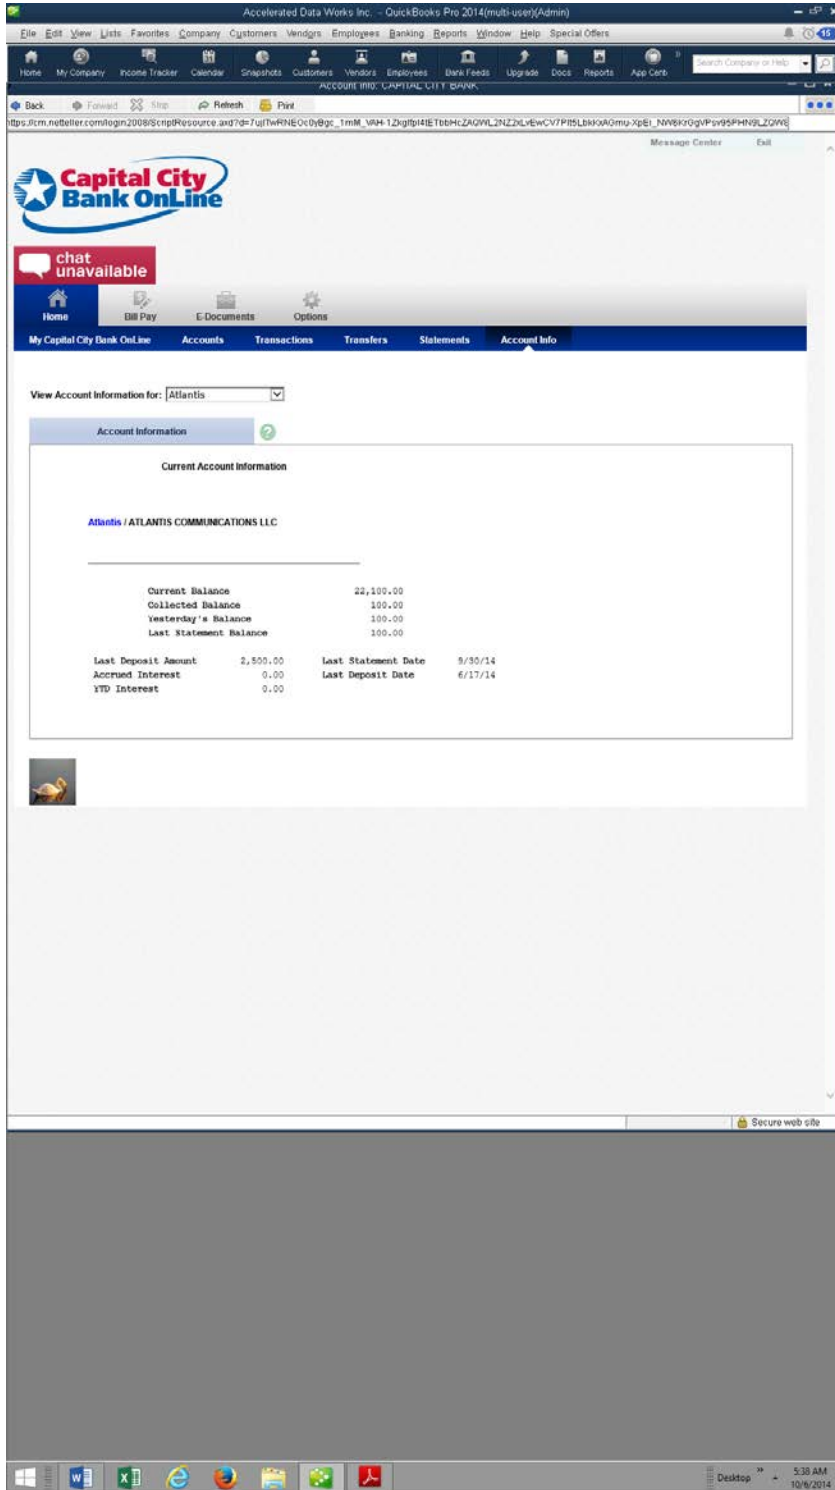 Accelerated Data Works Inc. - QuickBooks Pro 2014(multi-user)(Admin)
File Edit View Lists Favorites Company Customers Vendors Employees Banking Reports Window Help Special Offers 15
Home My Company Income Tracker Calendar Snapshots Customers Vendors Employees Bank Feeds Upgrade Docs Reports App Cent Search Company or Help
Account Info: CAPITAL CITY BANK
Back Forward Stop Refresh Print
Message Center Exit
Capital City
Bank OnLine
chat
unavailable
Home Bill Pay E-Documents Options
My Capital City Bank OnLine Accounts Transactions Transfers Statements Account Info
View Account Information for: Atlantis
Account Information ?
Current Account Information
Atlantis / ATLANTIS COMMUNICATIONS LLC
Current Balance 22,100.00
Collected Balance 100.00
Yesterday's Balance 100.00
Last Statement Balance 100.00
Last Deposit Amount 2,500.00 Last Statement Date 9/30/14
Accrued Interest 0.00 Last Deposit Date 6/17/14
YTD Interest 0.00
Secure web site
Desktop 5:38 AM
10/6/2014